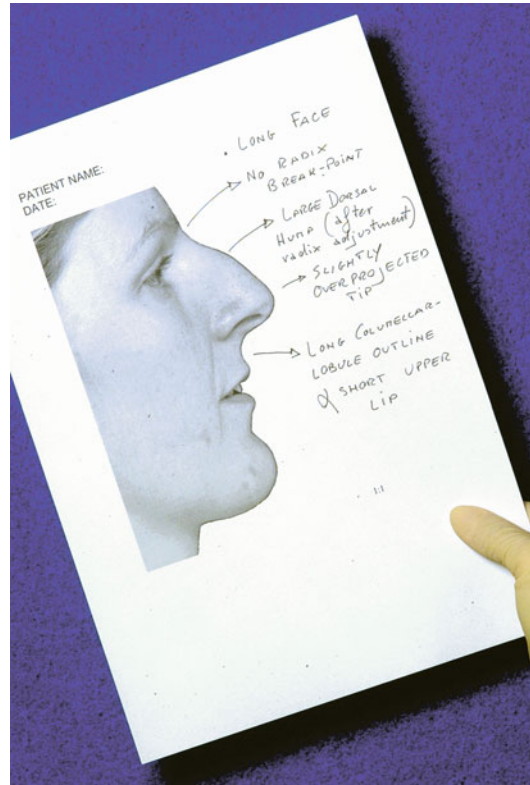 PATIENT NAME:
DATE:
. LONG FACE
NO RADIX
BREAK-POINT
LARGE DORSAL
HUMP (after
radix adjustment)
SLIGHTLY
OVERPROJECTED
TIP
LONG COLUMELLAR-
LOBULE OUTLINE
& SHORT UPPER
LIP
1:1